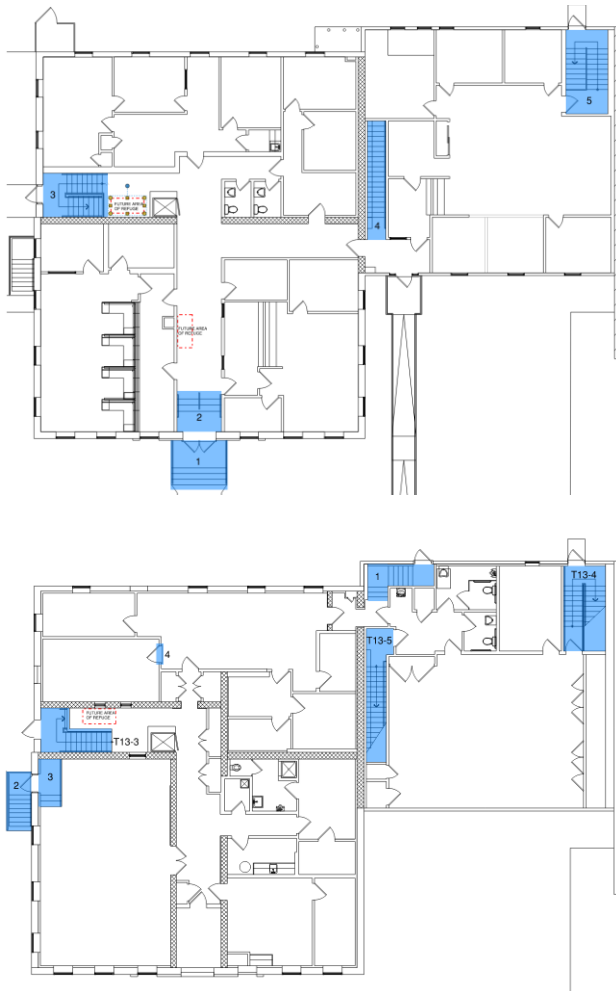 5
3
FUTURE AREA
OF REFUGE
4
FUTURE AREA
OF REFUGE
2
1
1
T13-4
T13-5
4
FUTURE AREA
OF REFUGE
T13-3
2
3